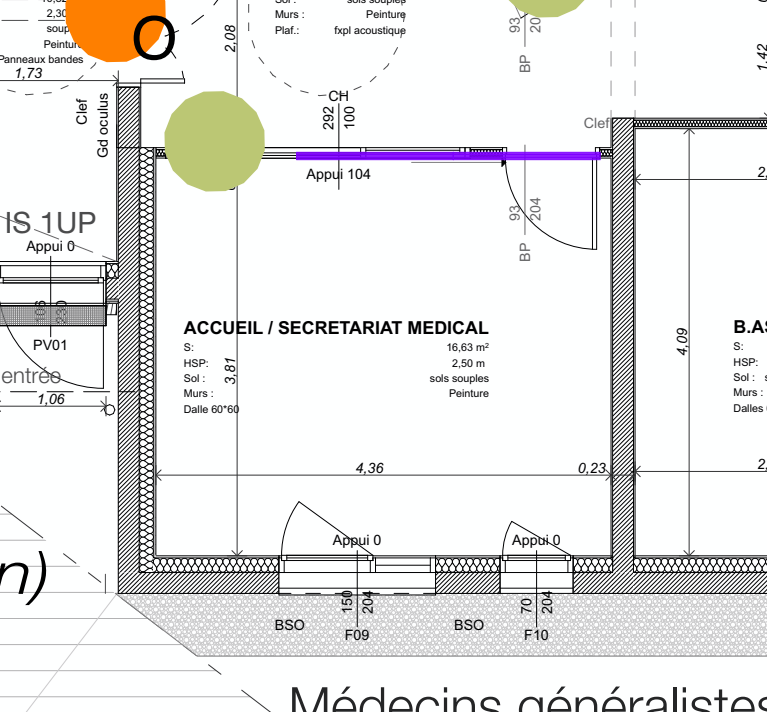 2,30
Peinture
Panneaux bandes
1,73
O
2,08
Sol : sols souples
Murs : Peinture
Plaf.: fxpl acoustique
93
20
BP
1,42
Clef
Gd oculus
CH
292
100
Clef
Appui 104
93
204
BP
IS 1UP
Appui 0
106
230
PV01
entrée
1,06
ACCUEIL / SECRETARIAT MEDICAL
S: 16,63 m²
HSP: 2,50 m
Sol : sols souples
Murs : Peinture
Dalle 60*60
3,81
4,09
B.AS
S:
HSP:
Sol : s
Murs :
Dalles
2,
4,36
0,23
2,
Appui 0
Appui 0
150
204
70
204
BSO
F09
BSO
F10
n)
Médecins généralistes